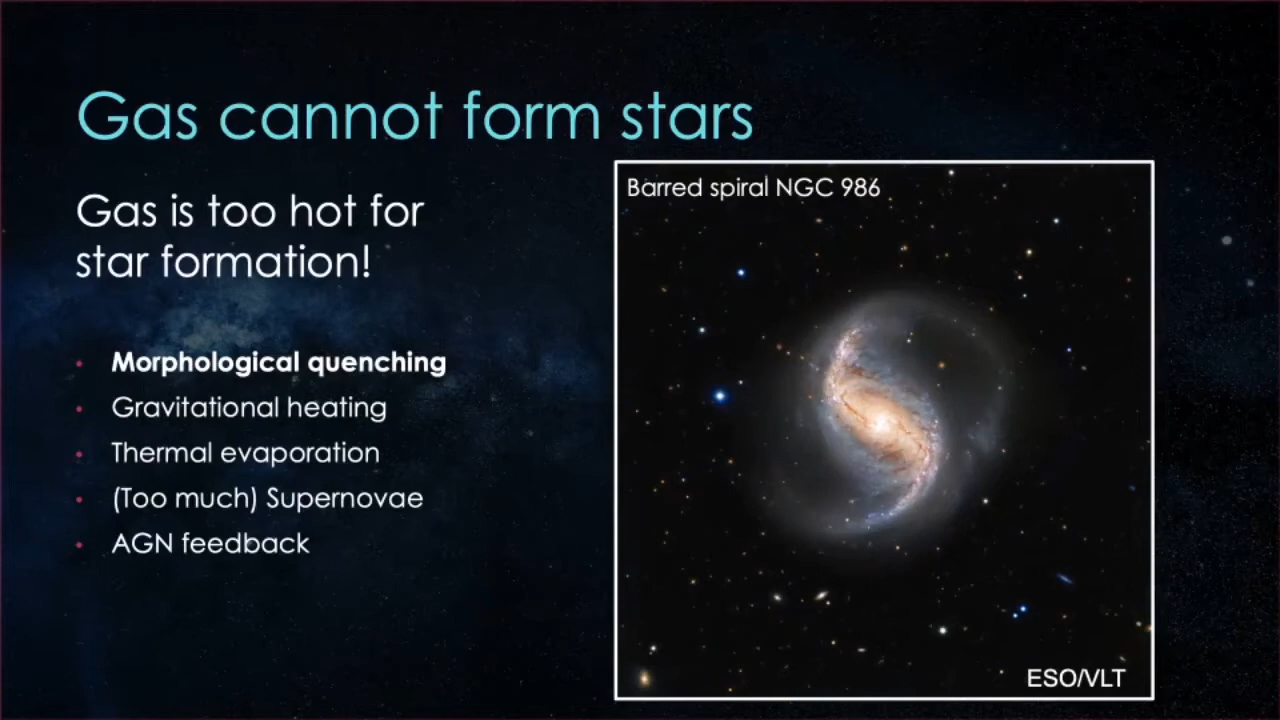 Gas cannot form stars
Gas is too hot for
star formation!
Morphological quenching
Gravitational heating
Thermal evaporation
(Too much) Supernovae
AGN feedback
Barred spiral NGC 986
ESO/VLT